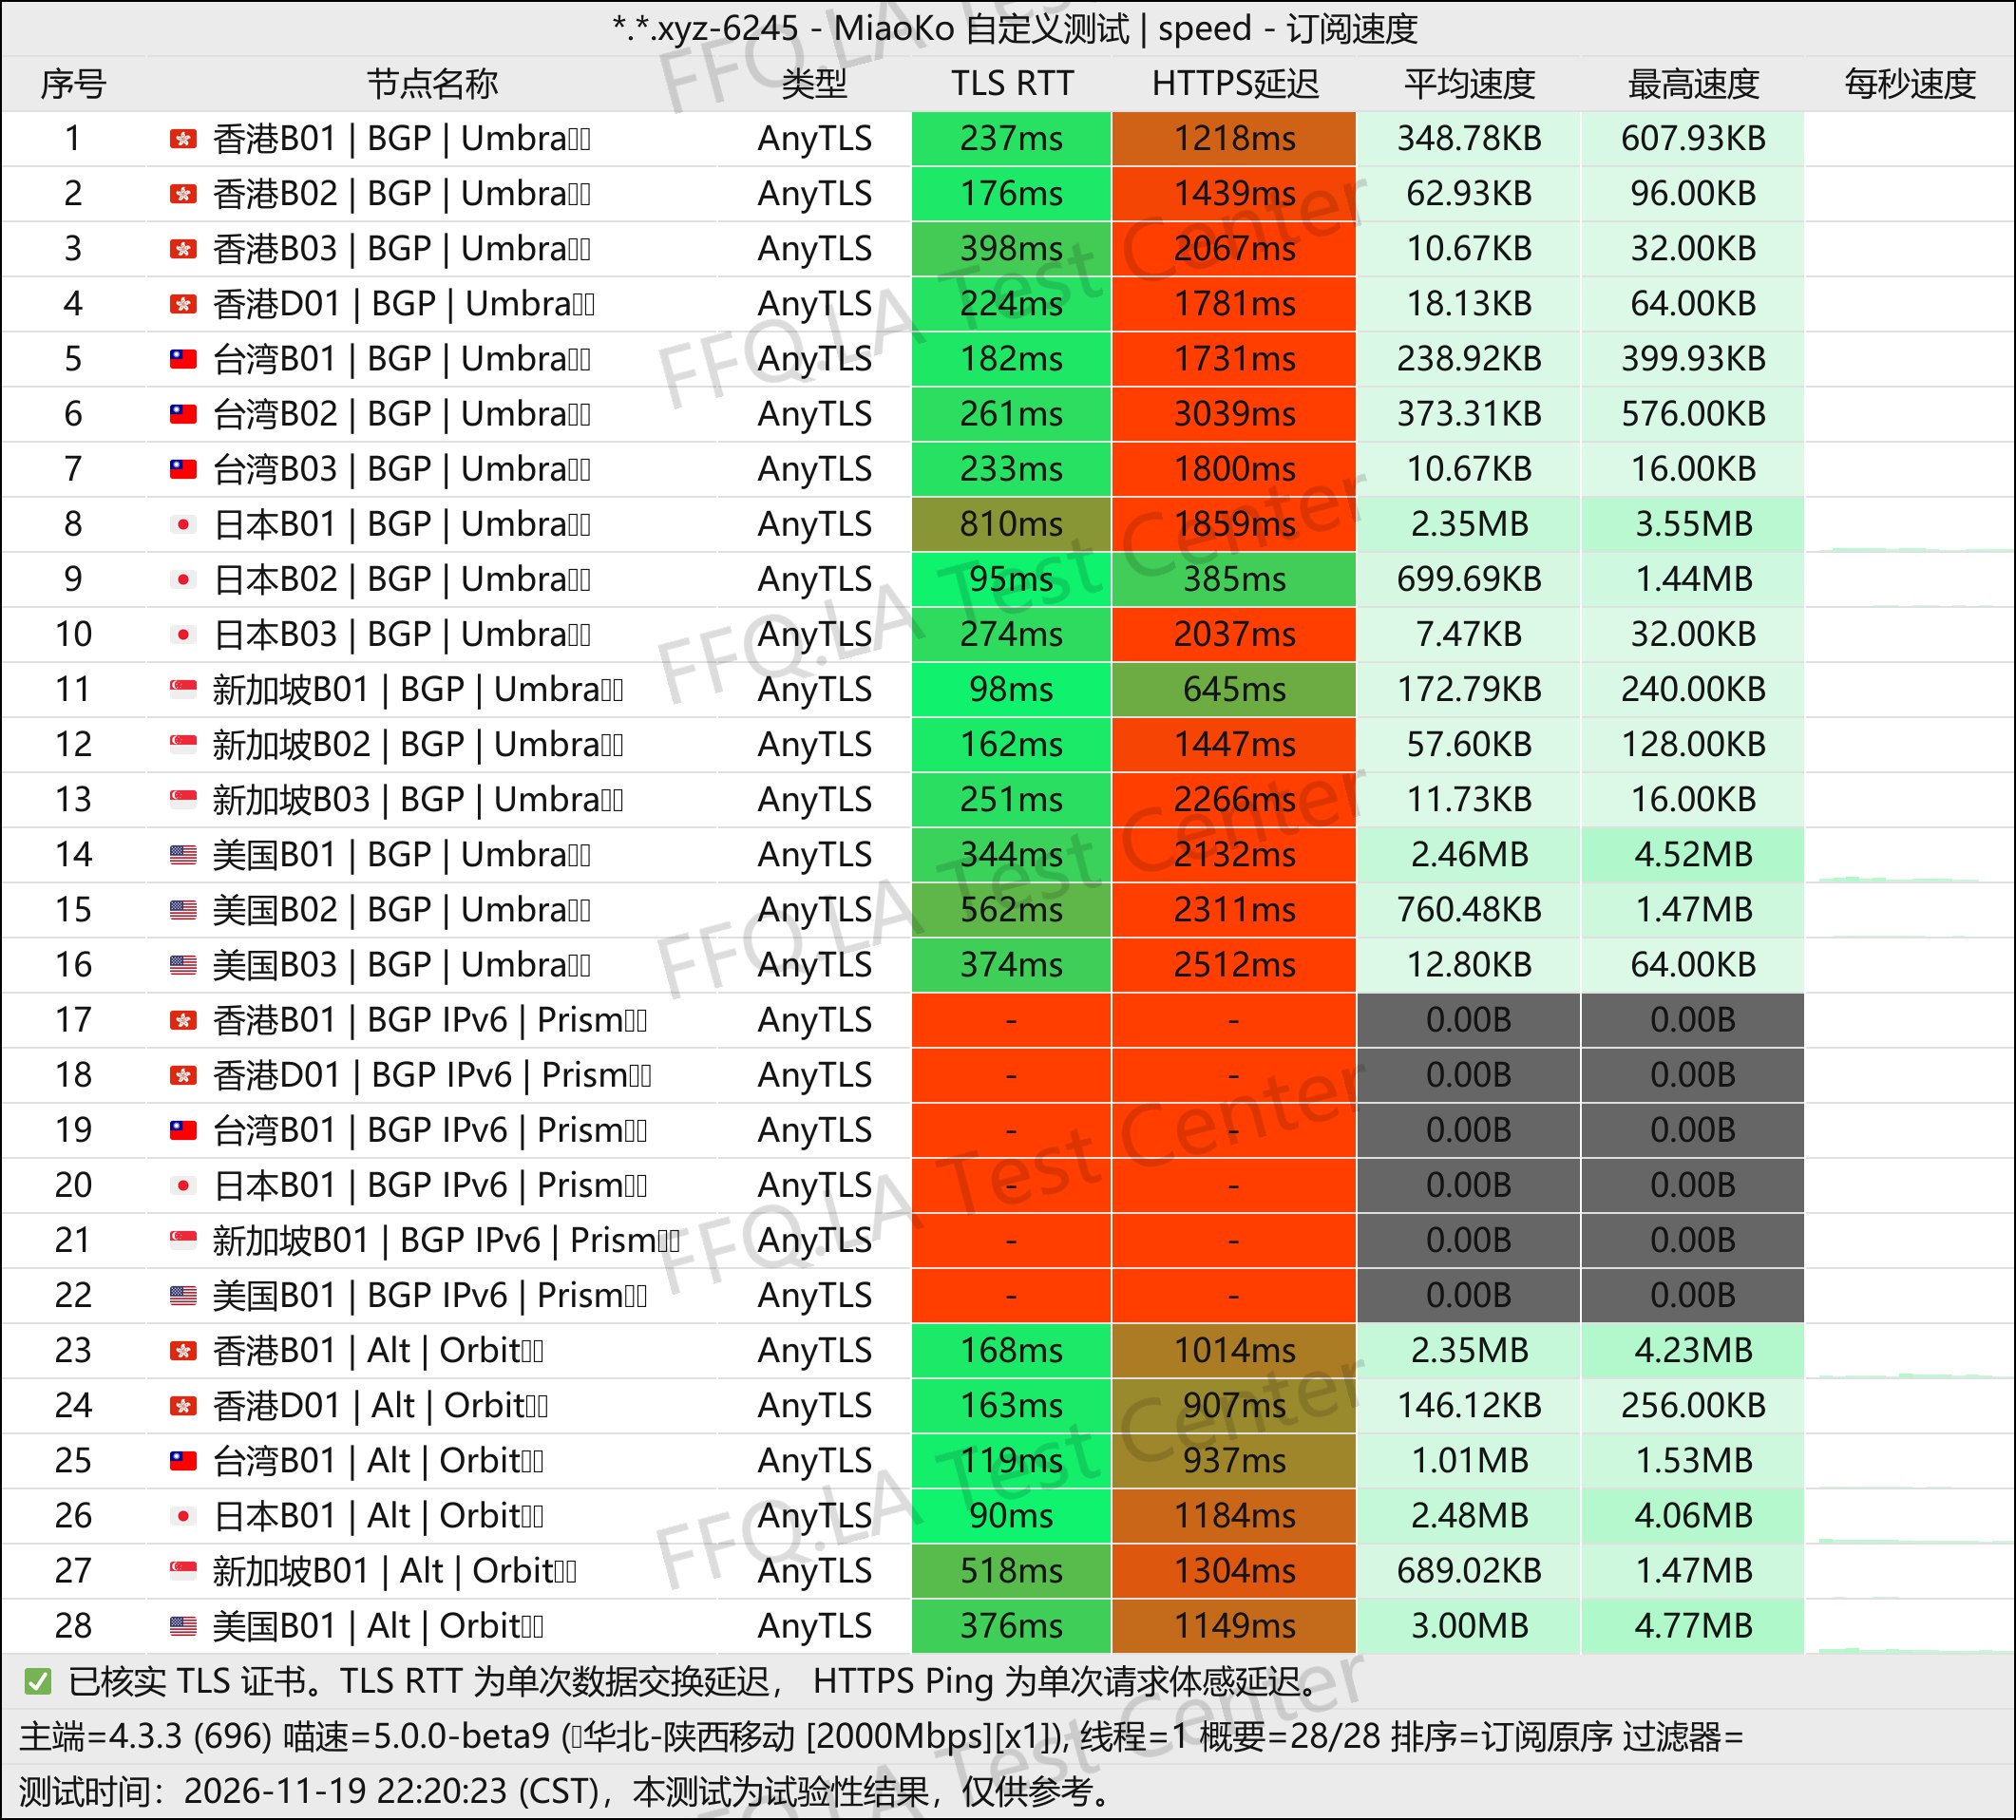 *.*.xyz-6245 - MiaoKo 自定义测试 | speed - 订阅速度
序号 节点名称 类型 TLS RTT HTTPS延迟 平均速度 最高速度 每秒速度
1 香港B01 | BGP | Umbra AnyTLS 237ms 1218ms 348.78KB 607.93KB
2 香港B02 | BGP | Umbra AnyTLS 176ms 1439ms 62.93KB 96.00KB
3 香港B03 | BGP | Umbra AnyTLS 398ms 2067ms 10.67KB 32.00KB
4 香港D01 | BGP | Umbra AnyTLS 224ms 1781ms 18.13KB 64.00KB
5 台湾B01 | BGP | Umbra AnyTLS 182ms 1731ms 238.92KB 399.93KB
6 台湾B02 | BGP | Umbra AnyTLS 261ms 3039ms 373.31KB 576.00KB
7 台湾B03 | BGP | Umbra AnyTLS 233ms 1800ms 10.67KB 16.00KB
8 日本B01 | BGP | Umbra AnyTLS 810ms 1859ms 2.35MB 3.55MB
9 日本B02 | BGP | Umbra AnyTLS 95ms 385ms 699.69KB 1.44MB
10 日本B03 | BGP | Umbra AnyTLS 274ms 2037ms 7.47KB 32.00KB
11 新加坡B01 | BGP | Umbra AnyTLS 98ms 645ms 172.79KB 240.00KB
12 新加坡B02 | BGP | Umbra AnyTLS 162ms 1447ms 57.60KB 128.00KB
13 新加坡B03 | BGP | Umbra AnyTLS 251ms 2266ms 11.73KB 16.00KB
14 美国B01 | BGP | Umbra AnyTLS 344ms 2132ms 2.46MB 4.52MB
15 美国B02 | BGP | Umbra AnyTLS 562ms 2311ms 760.48KB 1.47MB
16 美国B03 | BGP | Umbra AnyTLS 374ms 2512ms 12.80KB 64.00KB
17 香港B01 | BGP IPv6 | Prism AnyTLS - - 0.00B 0.00B
18 香港D01 | BGP IPv6 | Prism AnyTLS - - 0.00B 0.00B
19 台湾B01 | BGP IPv6 | Prism AnyTLS - - 0.00B 0.00B
20 日本B01 | BGP IPv6 | Prism AnyTLS - - 0.00B 0.00B
21 新加坡B01 | BGP IPv6 | Prism AnyTLS - - 0.00B 0.00B
22 美国B01 | BGP IPv6 | Prism AnyTLS - - 0.00B 0.00B
23 香港B01 | Alt | Orbit AnyTLS 168ms 1014ms 2.35MB 4.23MB
24 香港D01 | Alt | Orbit AnyTLS 163ms 907ms 146.12KB 256.00KB
25 台湾B01 | Alt | Orbit AnyTLS 119ms 937ms 1.01MB 1.53MB
26 日本B01 | Alt | Orbit AnyTLS 90ms 1184ms 2.48MB 4.06MB
27 新加坡B01 | Alt | Orbit AnyTLS 518ms 1304ms 689.02KB 1.47MB
28 美国B01 | Alt | Orbit AnyTLS 376ms 1149ms 3.00MB 4.77MB
✅ 已核实 TLS 证书。TLS RTT 为单次数据交换延迟， HTTPS Ping 为单次请求体感延迟。
主端=4.3.3 (696) 喵速=5.0.0-beta9 (华北-陕西移动 [2000Mbps][x1]), 线程=1 概要=28/28 排序=订阅原序 过滤器=
测试时间：2026-11-19 22:20:23 (CST)，本测试为试验性结果，仅供参考。
FFQ.LA Test Center